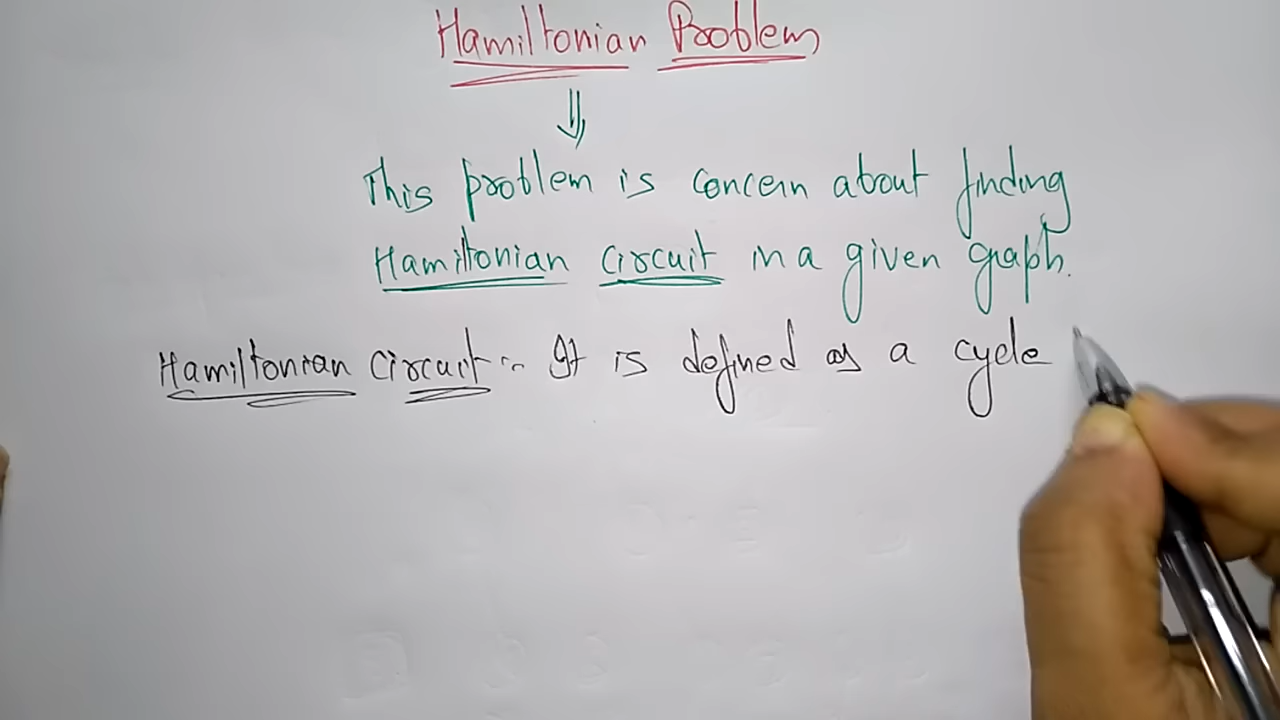 Hamiltonian Problem
This problem is concern about finding
Hamiltonian circuit in a given graph.
Hamiltonian circuit :- It is defined as a cycle